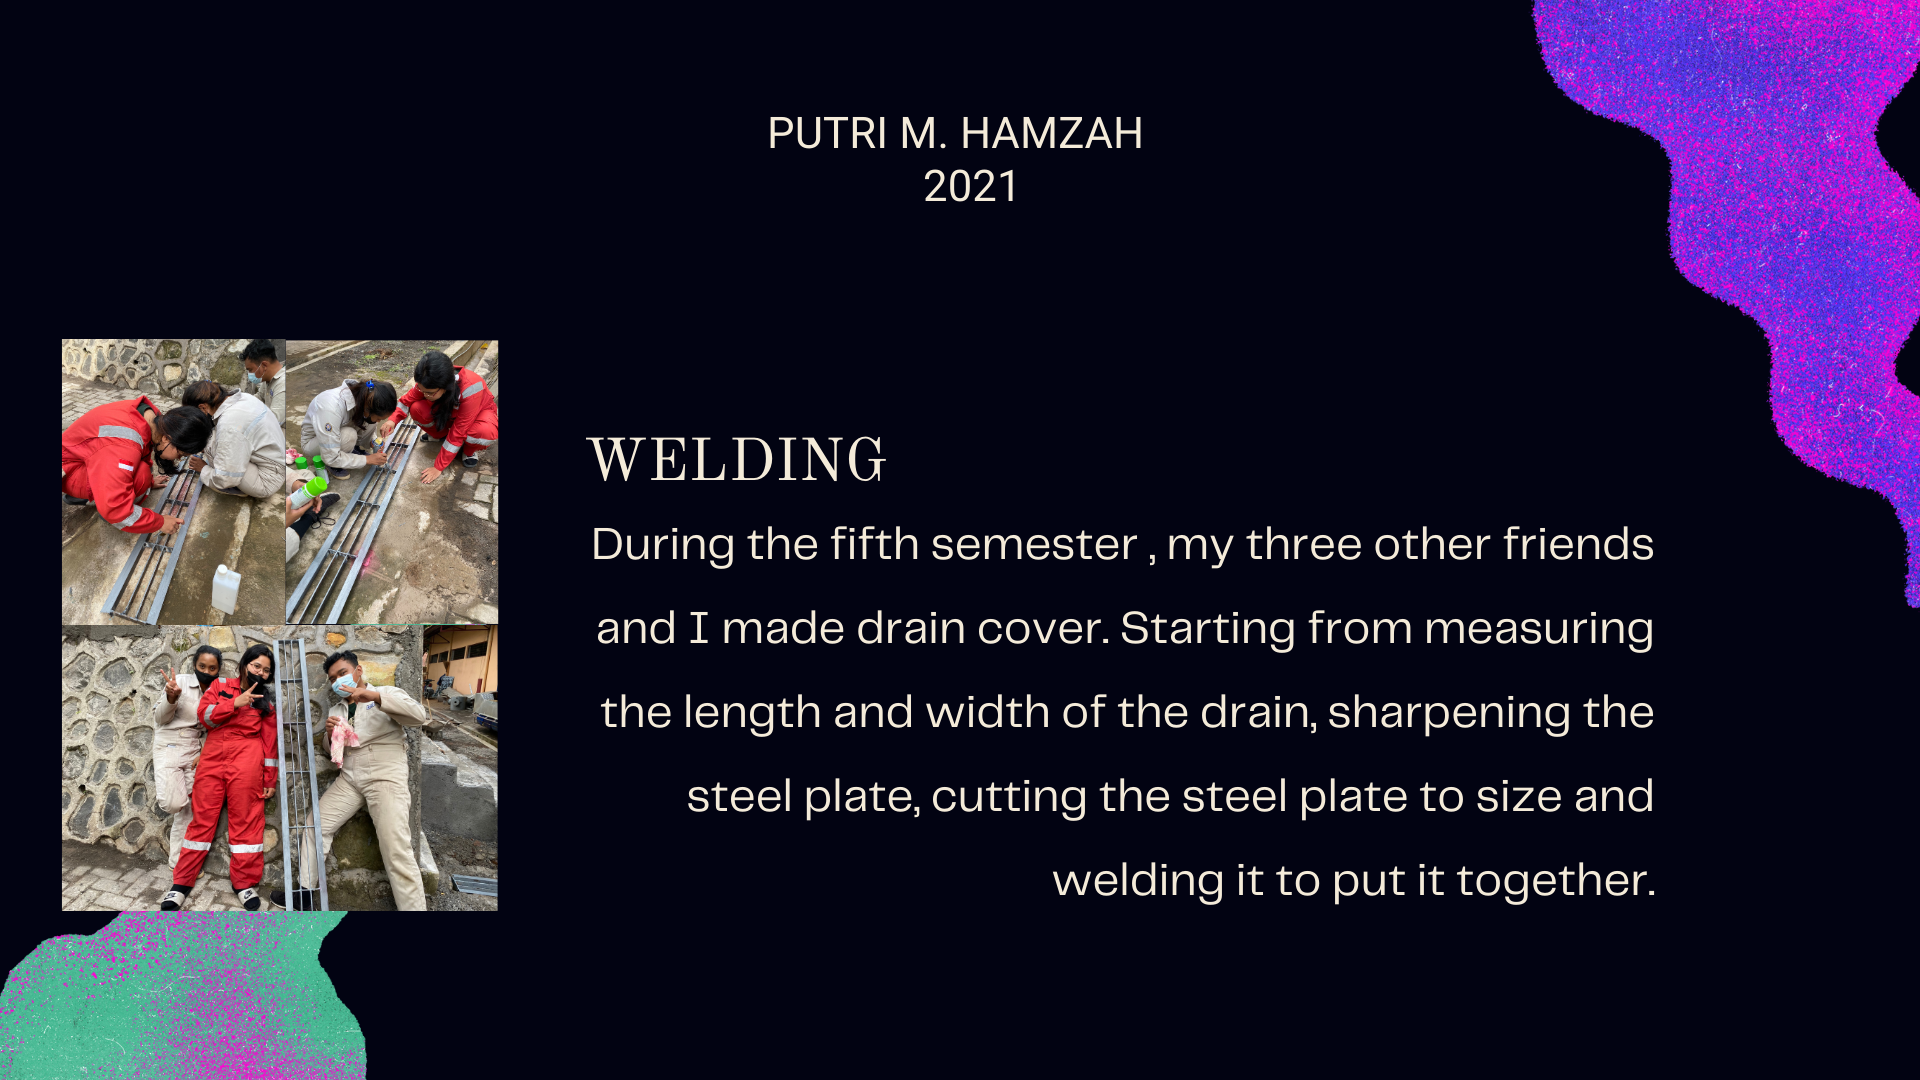 PUTRI M. HAMZAH
2021
WELDING
During the fifth semester , my three other friends
and I made drain cover. Starting from measuring
the length and width of the drain, sharpening the
steel plate, cutting the steel plate to size and
welding it to put it together.